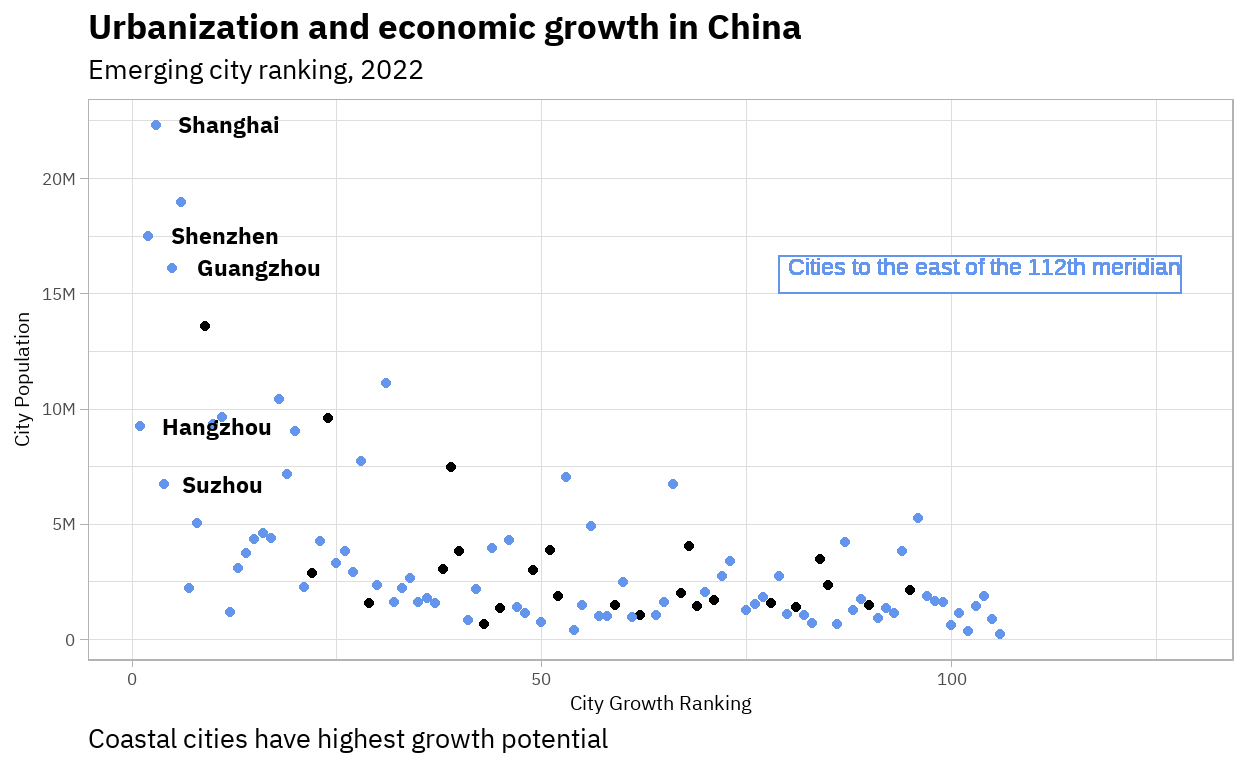 Urbanization and economic growth in China
Emerging city ranking, 2022
Shanghai
20M
Shenzhen
Guangzhou
Cities to the east of the 112th meridian
15M
City Population
10M
Hangzhou
Suzhou
5M
0
0
50
100
City Growth Ranking
Coastal cities have highest growth potential